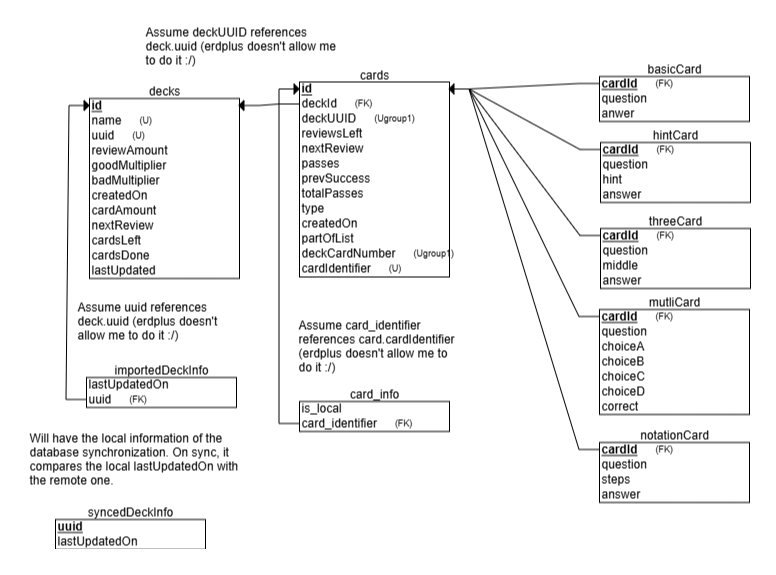 Assume deckUUID references
deck.uuid (erdplus doesn't allow me
to do it :/)
decks
id
name (U)
uuid (U)
reviewAmount
goodMultiplier
badMultiplier
createdOn
cardAmount
nextReview
cardsLeft
cardsDone
lastUpdated
cards
id
deckId (FK)
deckUUID (Ugroup1)
reviewsLeft
nextReview
passes
prevSuccess
totalPasses
type
createdOn
partOfList
deckCardNumber (Ugroup1)
cardIdentifier (U)
basicCard
cardId (FK)
question
anwer
hintCard
cardId (FK)
question
hint
answer
threeCard
cardId (FK)
question
middle
answer
mutliCard
cardId (FK)
question
choiceA
choiceB
choiceC
choiceD
correct
notationCard
cardId (FK)
question
steps
answer
Assume uuid references
deck.uuid (erdplus doesn't
allow me to do it :/)
importedDeckInfo
lastUpdatedOn
uuid (FK)
Assume card_identifier
references card.cardIdentifier
(erdplus doesn't allow me to
do it :/)
card_info
is_local
card_identifier (FK)
Will have the local information of the
database synchronization. On sync, it
compares the local lastUpdatedOn with
the remote one.
syncedDeckInfo
uuid
lastUpdatedOn